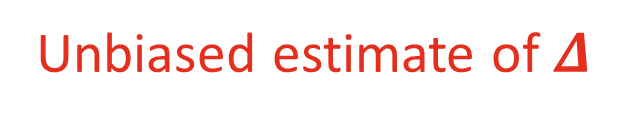 Unbiased estimate of Δ